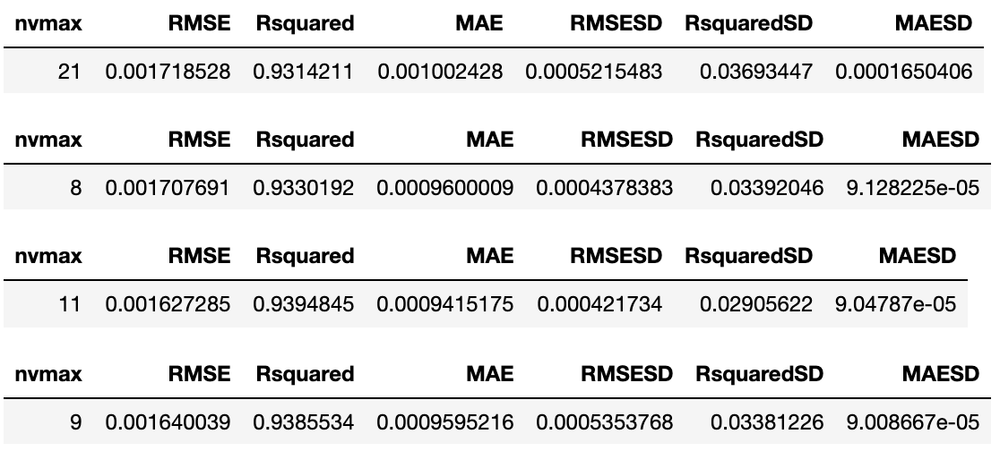 nvmax RMSE Rsquared MAE RMSESD RsquaredSD MAESD
21 0.001718528 0.9314211 0.001002428 0.0005215483 0.03693447 0.0001650406
nvmax RMSE Rsquared MAE RMSESD RsquaredSD MAESD
8 0.001707691 0.9330192 0.0009600009 0.0004378383 0.03392046 9.128225e-05
nvmax RMSE Rsquared MAE RMSESD RsquaredSD MAESD
11 0.001627285 0.9394845 0.0009415175 0.000421734 0.02905622 9.04787e-05
nvmax RMSE Rsquared MAE RMSESD RsquaredSD MAESD
9 0.001640039 0.9385534 0.0009595216 0.0005353768 0.03381226 9.008667e-05